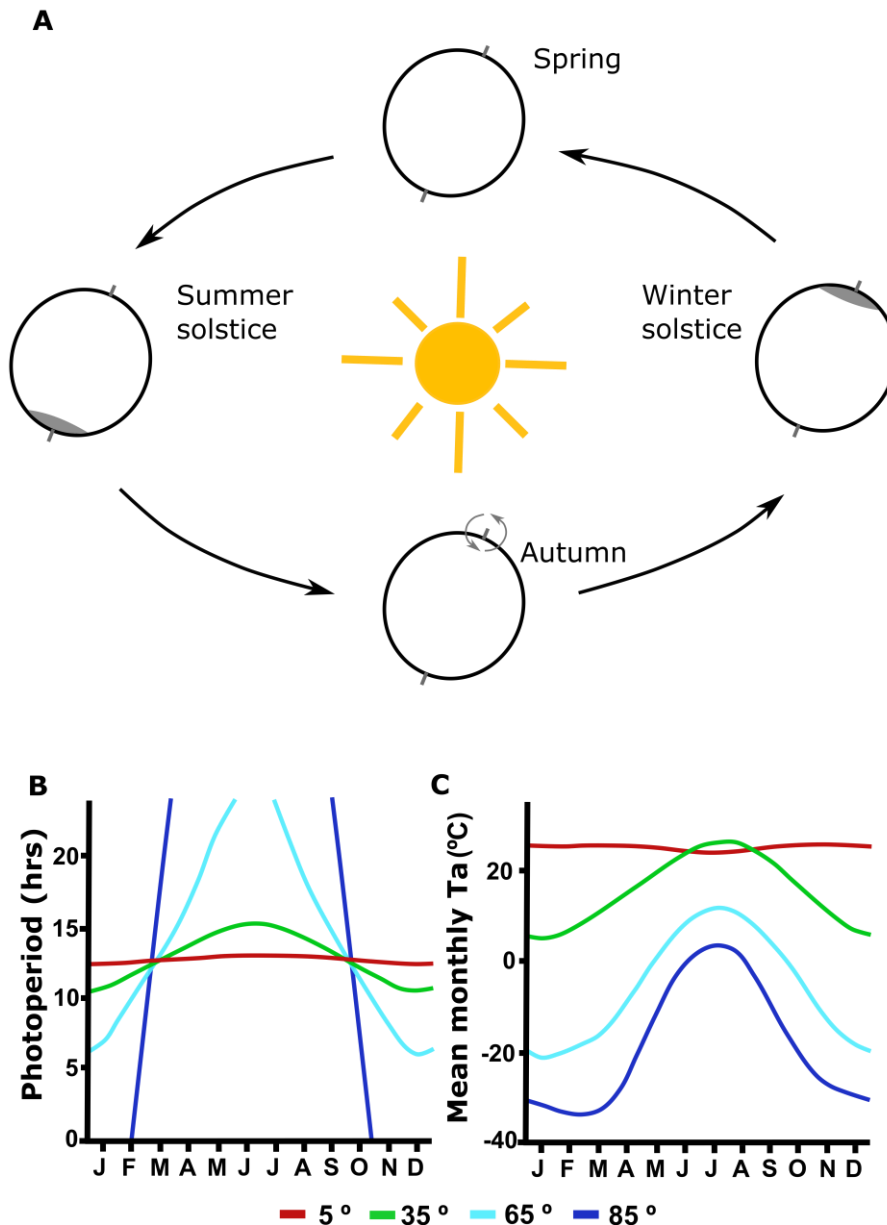 A
Spring
Summer
solstice
Winter
solstice
Autumn
B
C
Photoperiod (hrs)
20
15
10
5
0
J F M A M J J A S O N D
Mean monthly Ta (ºC)
20
0
-20
-40
J F M A M J J A S O N D
5 º 35 º 65 º 85 º